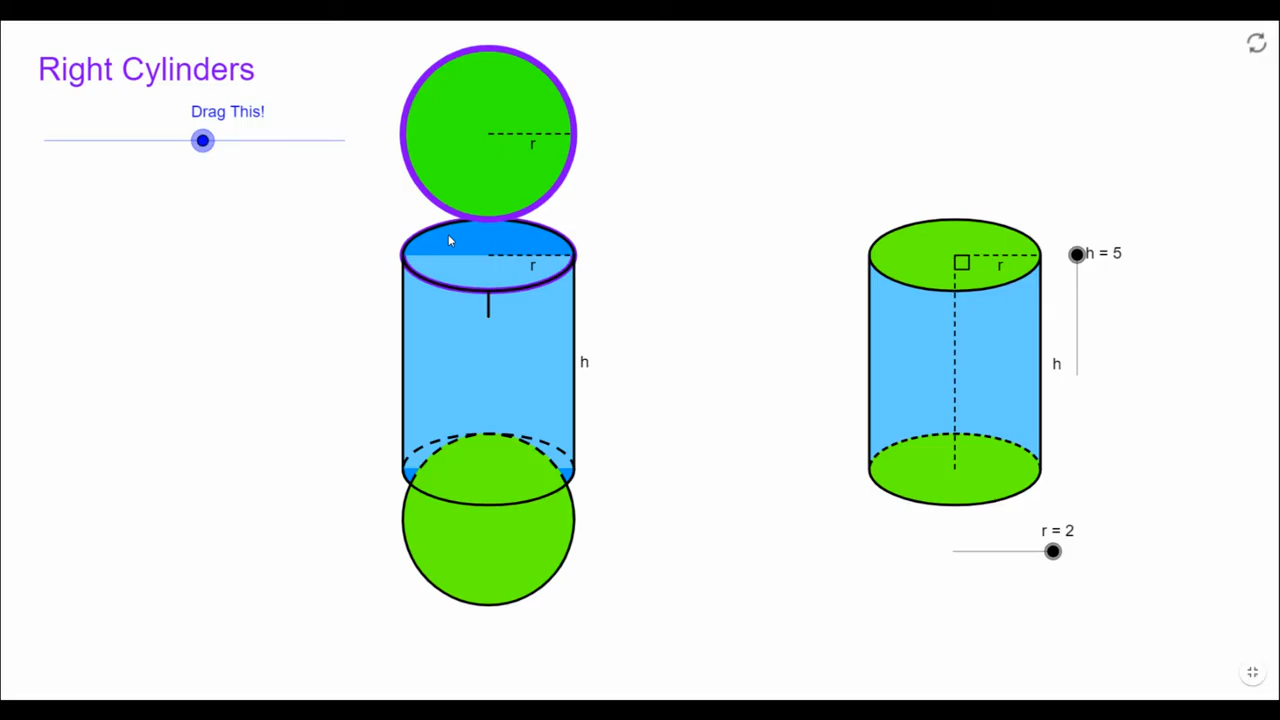 Right Cylinders
Drag This!
r
r
h
r
h = 5
h
r = 2